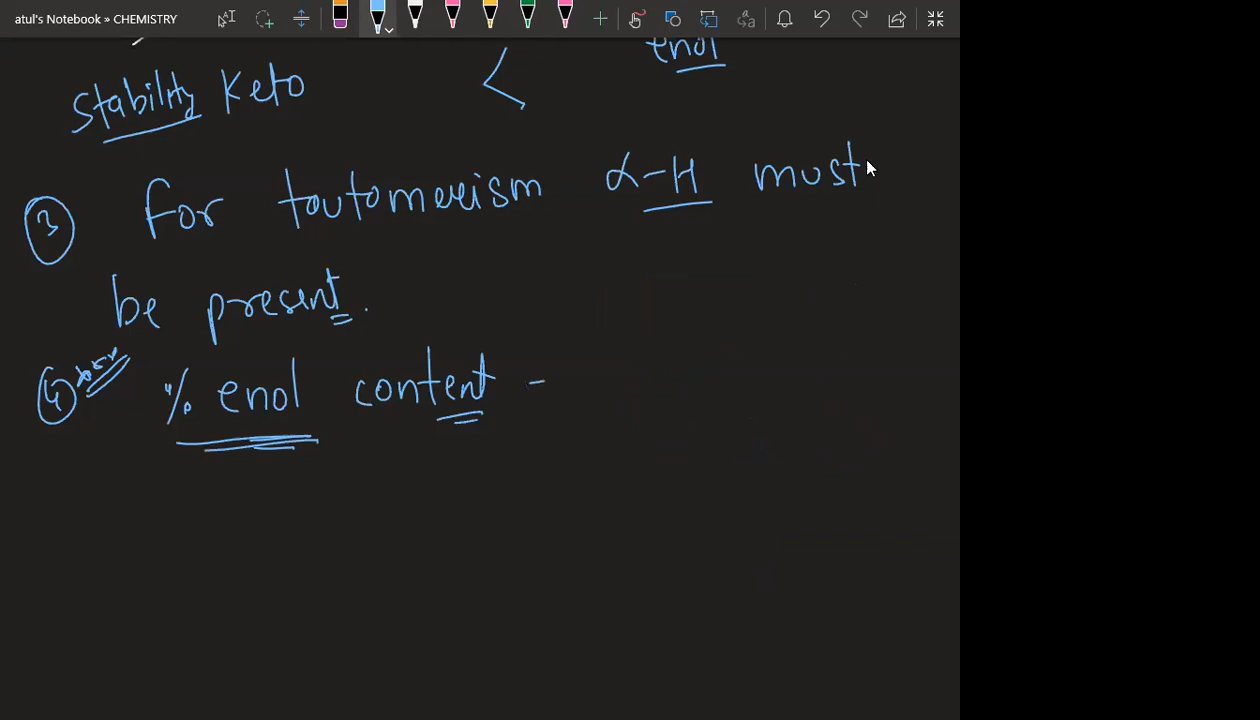 atul's Notebook » CHEMISTRY
enol
Stability Keto <
③ For tautomerism α-H must
be present.
④ % enol content -